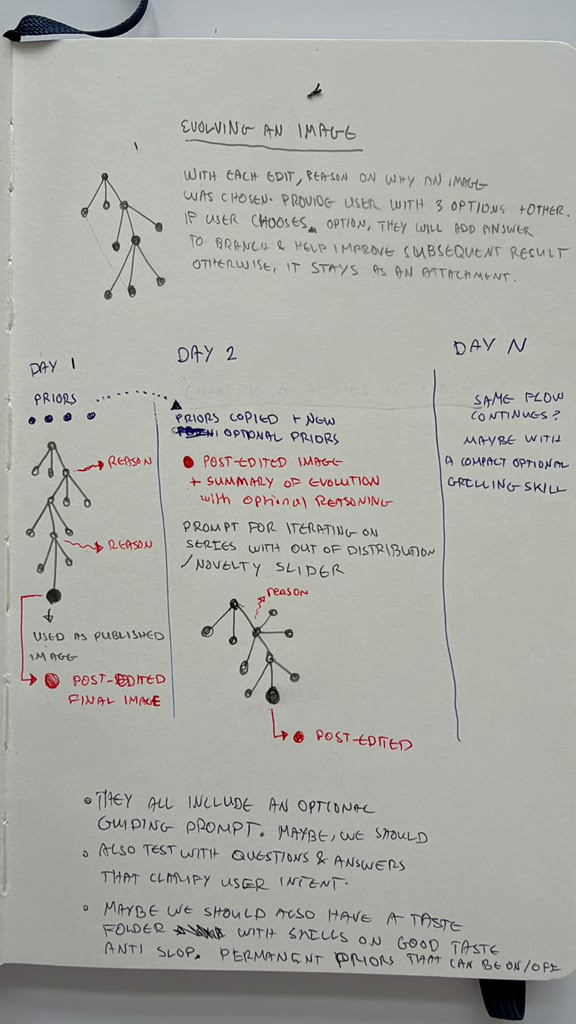 EVOLVING AN IMAGE
WITH EACH EDIT, REASON ON WHY AN IMAGE
WAS CHOSEN. PROVIDE USER WITH 3 OPTIONS + OTHER.
IF USER CHOOSES OPTION, THEY WILL ADD ANSWER
TO BRANCH & HELP IMPROVE SUBSEQUENT RESULT
OTHERWISE, IT STAYS AS AN ATTACHMENT.
DAY 1
PRIORS
REASON
REASON
USED AS PUBLISHED
IMAGE
POST-EDITED
FINAL IMAGE
DAY 2
PRIORS COPIED + NEW
OPTIONAL PRIORS
POST-EDITED IMAGE
+ SUMMARY OF EVOLUTION
with OPTIONAL REASONING
PROMPT FOR ITERATING ON
SERIES WITH OUT OF DISTRIBUTION
/NOVELTY SLIDER
REASON
POST-EDITED
DAY N
SAME FLOW
CONTINUES?
MAYBE WITH
A COMPACT OPTIONAL
GRILLING SKILL
THEY ALL INCLUDE AN OPTIONAL
GUIDING PROMPT. MAYBE, WE SHOULD
ALSO TEST WITH QUESTIONS & ANSWERS
THAT CLARIFY USER INTENT.
MAYBE WE SHOULD ALSO HAVE A TASTE
FOLDER WITH SKILLS ON GOOD TASTE
ANTI SLOP. PERMANENT PRIORS THAT CAN BE ON/OFF